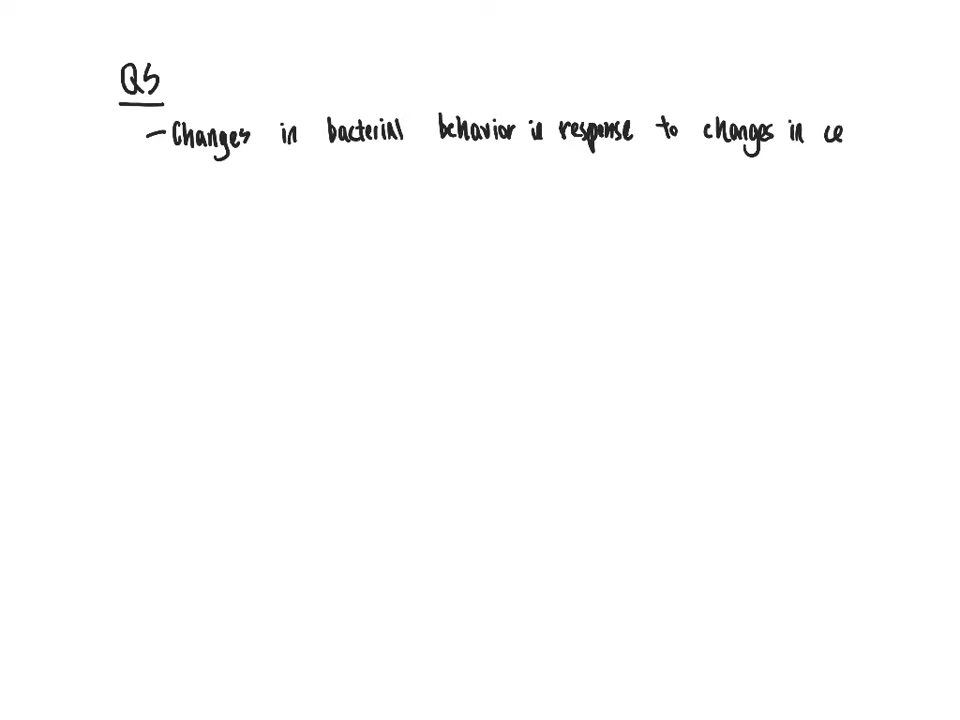 QS
- Changes in bacterial behavior in response to changes in ce